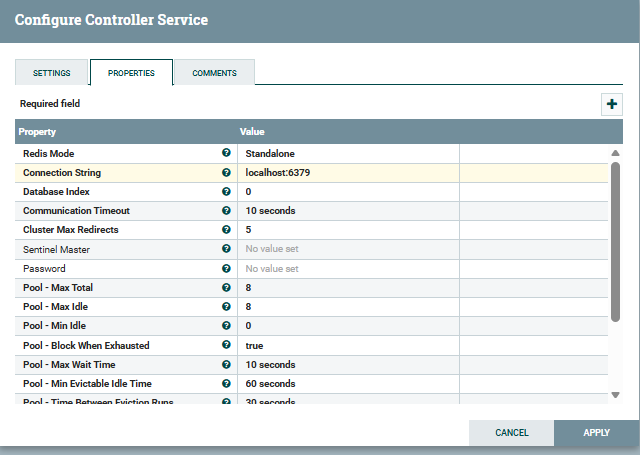 Configure Controller Service
SETTINGS PROPERTIES COMMENTS
Required field
Property Value
Redis Mode Standalone
Connection String localhost:6379
Database Index 0
Communication Timeout 10 seconds
Cluster Max Redirects 5
Sentinel Master No value set
Password No value set
Pool - Max Total 8
Pool - Max Idle 8
Pool - Min Idle 0
Pool - Block When Exhausted true
Pool - Max Wait Time 10 seconds
Pool - Min Evictable Idle Time 60 seconds
Pool - Time Between Eviction Runs 30 seconds
CANCEL APPLY